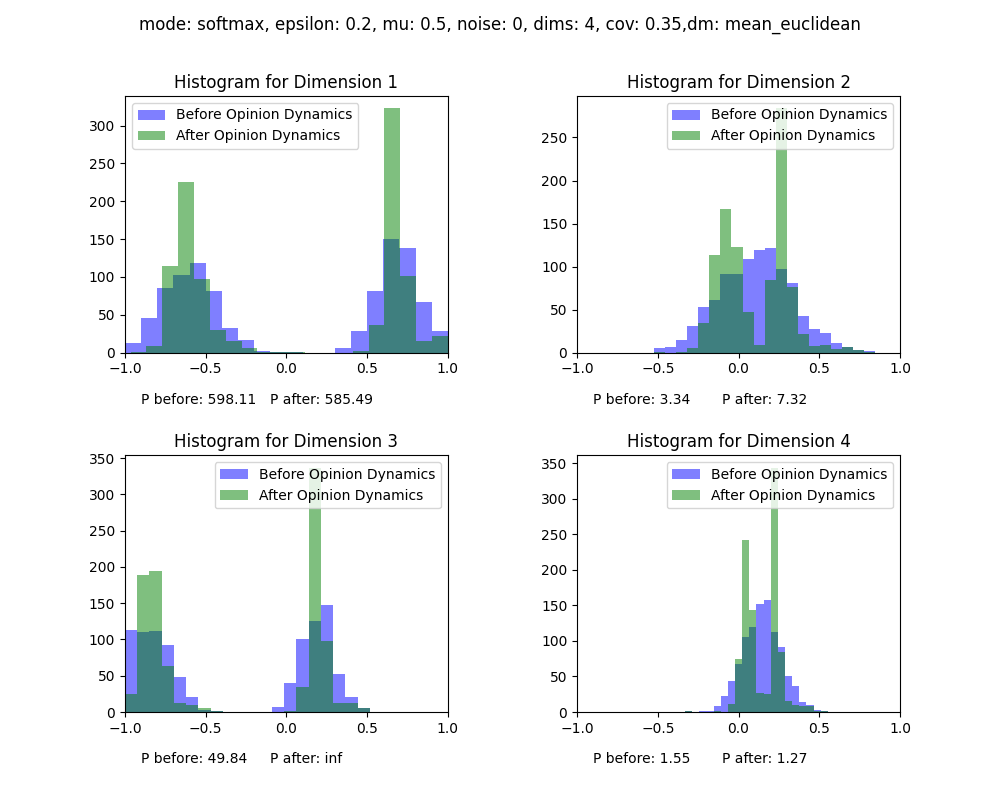 mode: softmax, epsilon: 0.2, mu: 0.5, noise: 0, dims: 4, cov: 0.35,dm: mean_euclidean
Histogram for Dimension 1
Before Opinion Dynamics
After Opinion Dynamics
300
250
200
150
100
50
0
−1.0 −0.5 0.0 0.5 1.0
P before: 598.11 P after: 585.49
Histogram for Dimension 2
Before Opinion Dynamics
After Opinion Dynamics
250
200
150
100
50
0
−1.0 −0.5 0.0 0.5 1.0
P before: 3.34 P after: 7.32
Histogram for Dimension 3
Before Opinion Dynamics
After Opinion Dynamics
350
300
250
200
150
100
50
0
−1.0 −0.5 0.0 0.5 1.0
P before: 49.84 P after: inf
Histogram for Dimension 4
Before Opinion Dynamics
After Opinion Dynamics
350
300
250
200
150
100
50
0
−1.0 −0.5 0.0 0.5 1.0
P before: 1.55 P after: 1.27